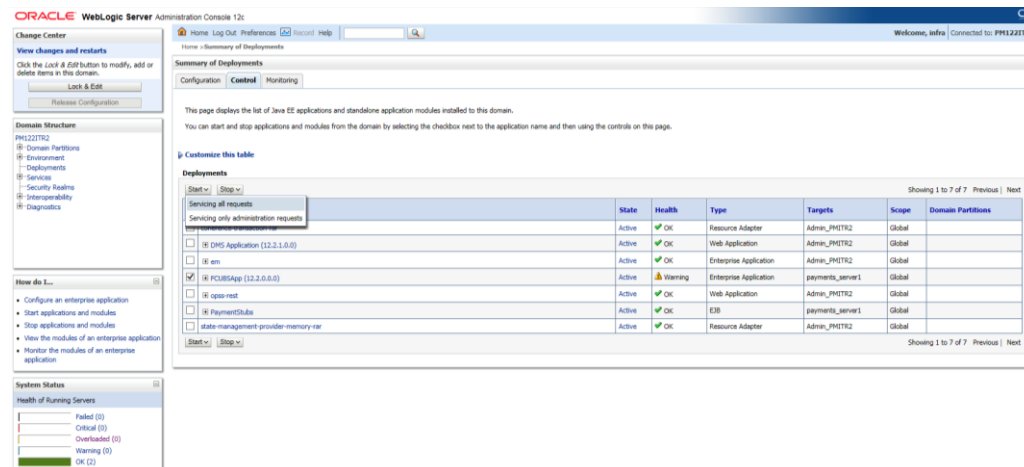 ORACLE WebLogic Server Administration Console 12c
Change Center
View changes and restarts
Click the Lock & Edit button to modify, add or
delete items in this domain.
Lock & Edit
Release Configuration
Domain Structure
PM122ITR2
Domain Partitions
Environment
Deployments
Services
Security Realms
Interoperability
Diagnostics
How do I...
Configure an enterprise application
Start applications and modules
Stop applications and modules
View the modules of an enterprise application
Monitor the modules of an enterprise
application
System Status
Health of Running Servers
Failed (0)
Critical (0)
Overloaded (0)
Warning (0)
OK (2)
Home Log Out Preferences Record Help
Welcome, infra Connected to: PM122IT
Home >Summary of Deployments
Summary of Deployments
Configuration Control Monitoring
This page displays the list of Java EE applications and standalone application modules installed to this domain.
You can start and stop applications and modules from the domain by selecting the checkbox next to the application name and then using the controls on this page.
Customize this table
Deployments
Start Stop Showing 1 to 7 of 7 Previous | Next
Servicing all requests
Servicing only administration requests
State Health Type Targets Scope Domain Partitions
coherence-transaction-rar Active OK Resource Adapter Admin_PMITR2 Global
DMS Application (12.2.1.0.0) Active OK Web Application Admin_PMITR2 Global
em Active OK Enterprise Application Admin_PMITR2 Global
FCUBSApp (12.2.0.0.0) Active Warning Enterprise Application payments_server1 Global
opss-rest Active OK Web Application Admin_PMITR2 Global
PaymentStubs Active OK EJB payments_server1 Global
state-management-provider-memory-rar Active OK Resource Adapter Admin_PMITR2 Global
Start Stop Showing 1 to 7 of 7 Previous | Next